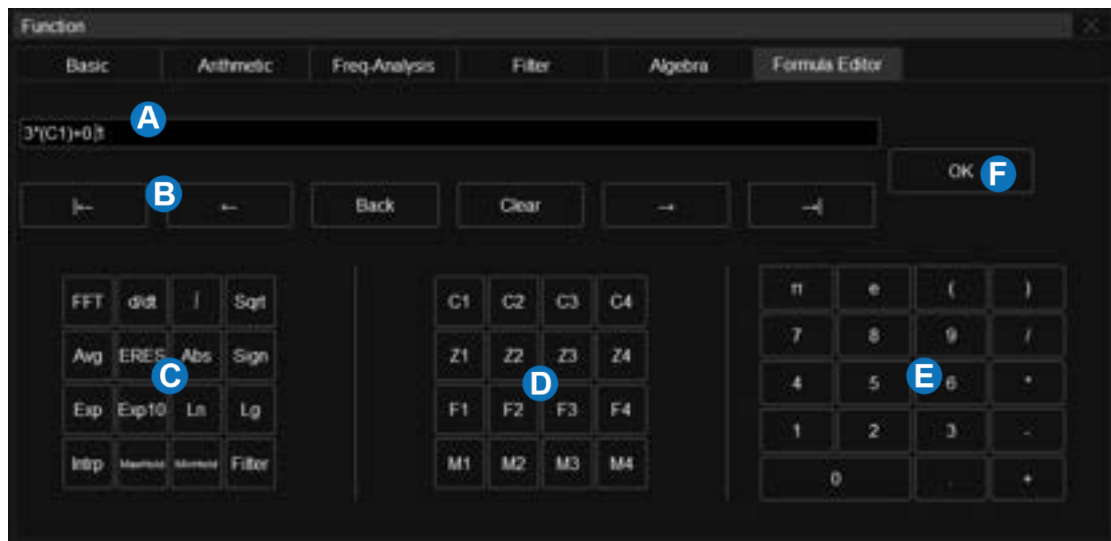 Function
Basic Arithmetic Freq-Analysis Filter Algebra Formula Editor
A
3*(C1)+0.1
OK F
B
|← ← Back Clear → →|
FFT d/dt ∫ Sqrt
Avg ERES Abs Sign
C
Exp Exp10 Ln Lg
Intrp Filter
C1 C2 C3 C4
Z1 Z2 Z3 Z4
D
F1 F2 F3 F4
M1 M2 M3 M4
π e ( )
7 8 9 /
4 5 E 6 *
1 2 3 -
0 . +